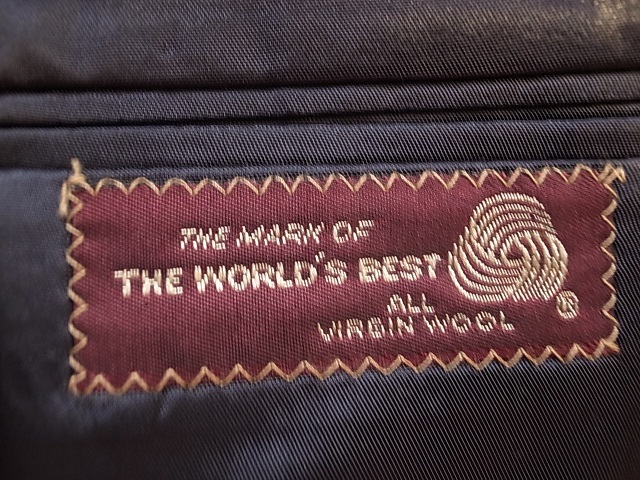 THE MARK OF
THE WORLD'S BEST
ALL
VIRGIN WOOL
®